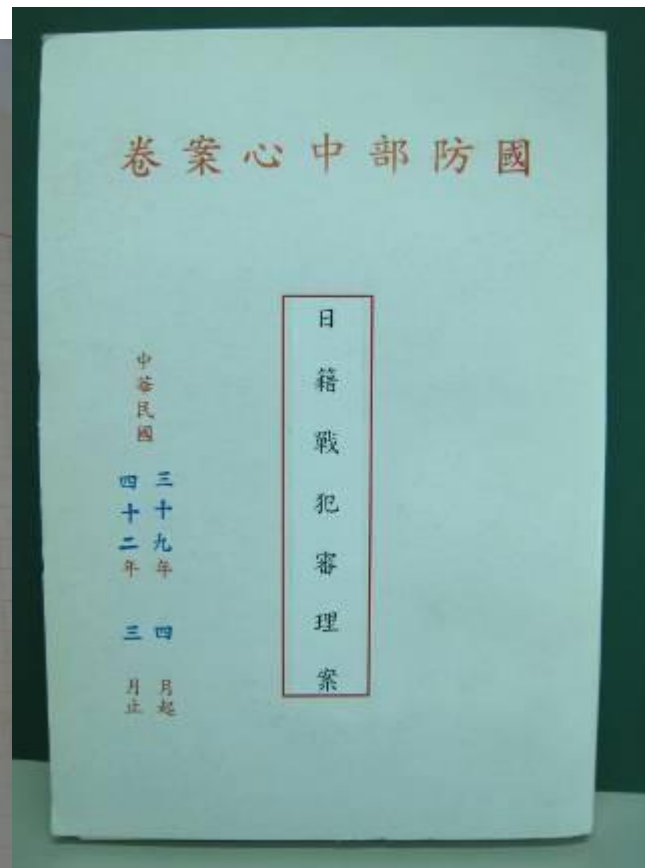 國防部中心案卷
日籍戰犯審理案
中華民國
三十九年四月起
四十二年三月止